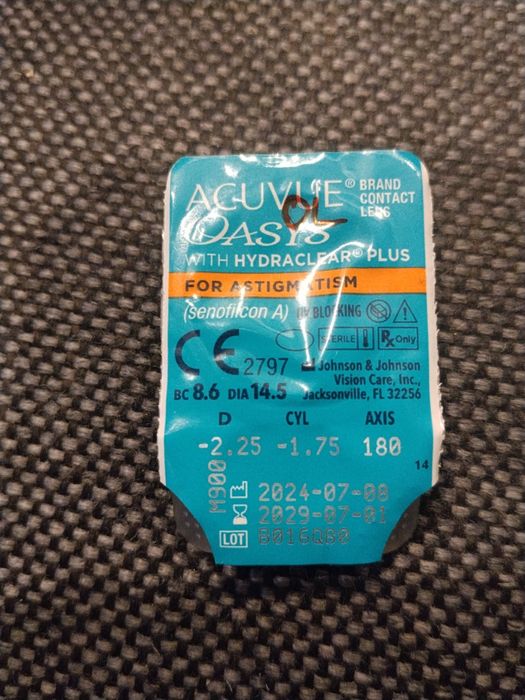 ACUVUE® BRAND CONTACT LENS
OL
OASYS
WITH HYDRACLEAR® PLUS
FOR ASTIGMATISM
(senofilcon A) UV BLOCKING
STERILE Rx Only
CE 2797 Johnson & Johnson
Vision Care, Inc.,
BC 8.6 DIA 14.5 Jacksonville, FL 32256
D CYL AXIS
-2.25 -1.75 180
14
M900
2024-07-08
2029-07-01
LOT